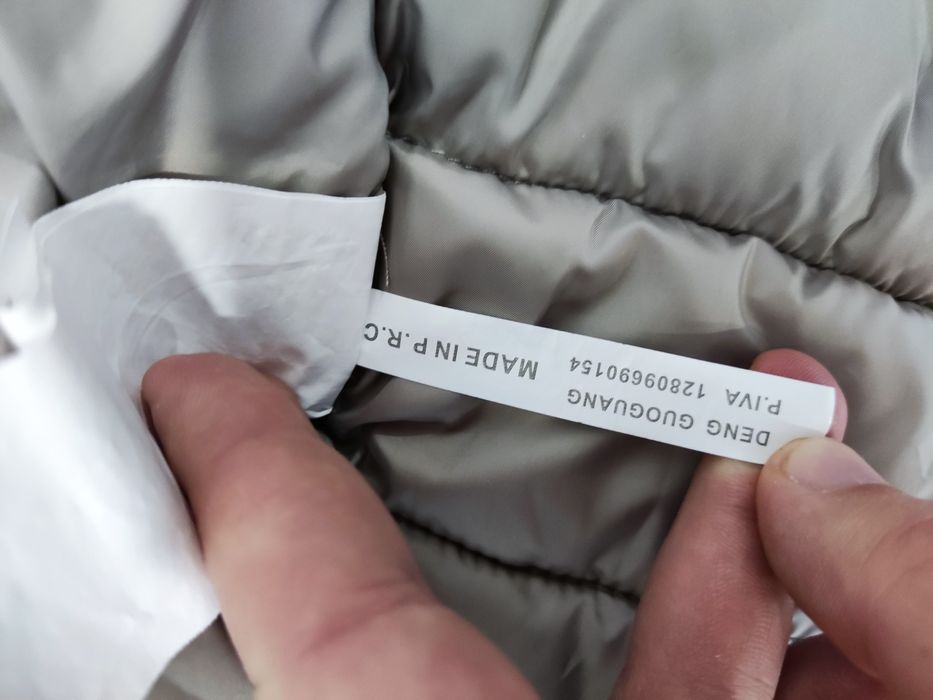 DENG GUOGUANG
P.IVA 12809690154
MADE IN P.R.C